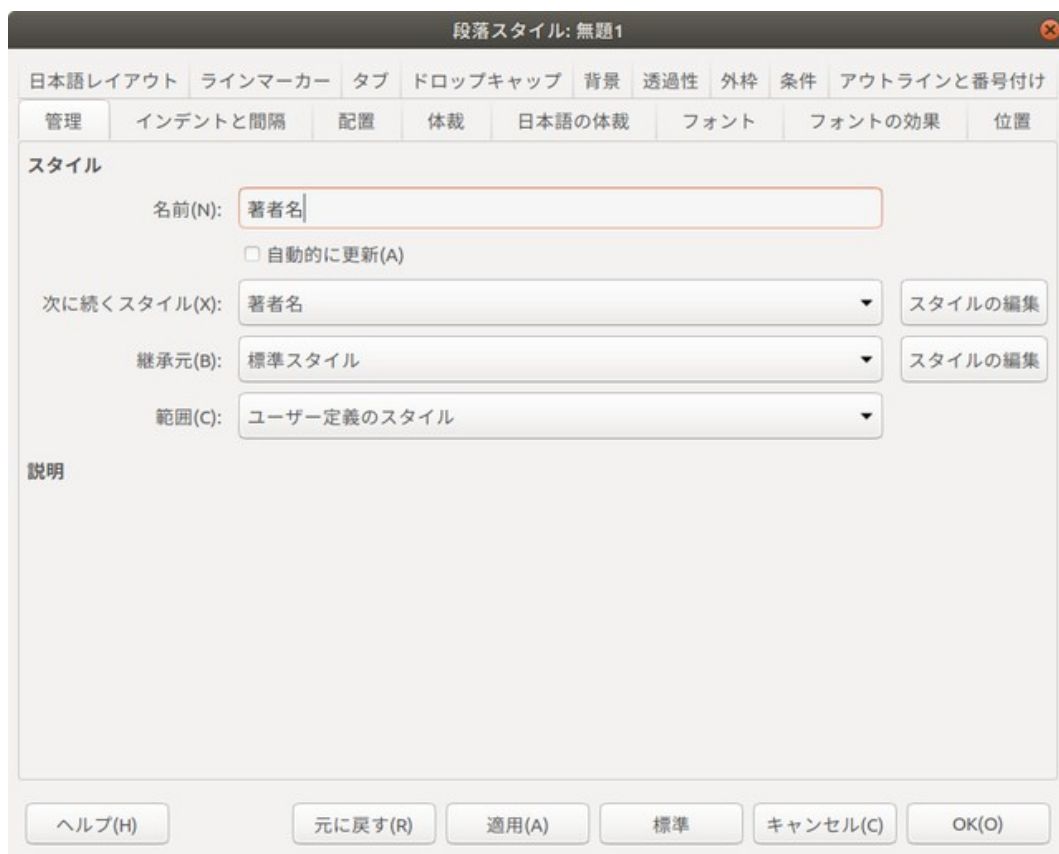 段落スタイル: 無題1
日本語レイアウト ラインマーカー タブ ドロップキャップ 背景 透過性 外枠 条件 アウトラインと番号付け
管理 インデントと間隔 配置 体裁 日本語の体裁 フォント フォントの効果 位置
スタイル
名前(N): 著者名
自動的に更新(A)
次に続くスタイル(X): 著者名 スタイルの編集
継承元(B): 標準スタイル スタイルの編集
範囲(C): ユーザー定義のスタイル
説明
ヘルプ(H) 元に戻す(R) 適用(A) 標準 キャンセル(C) OK(O)